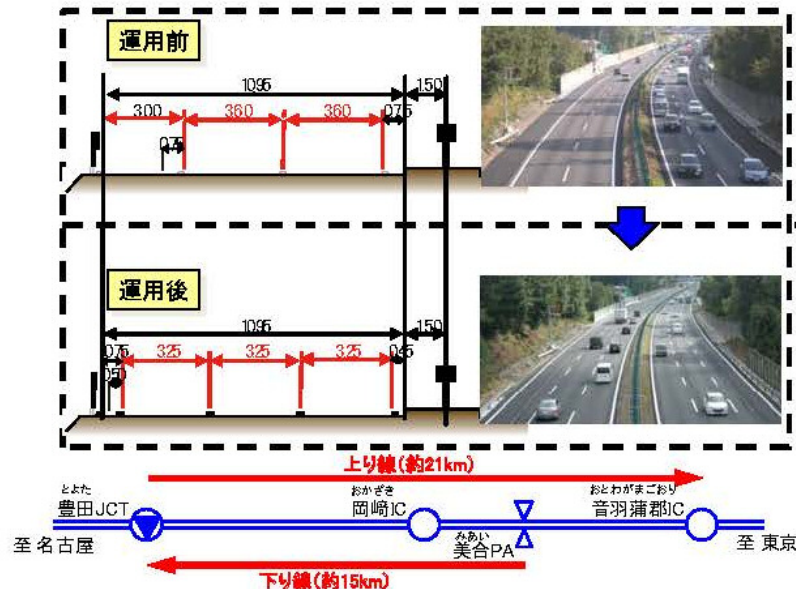 運用前
1095
150
300
360
360
075
075
運用後
1095
150
075
325
325
325
045
050
上り線(約21km)
とよた
豊田JCT
おかざき
岡崎IC
おとわがまごおり
音羽蒲郡IC
みあい
美合PA
至 名古屋
至 東京
下り線(約15km)